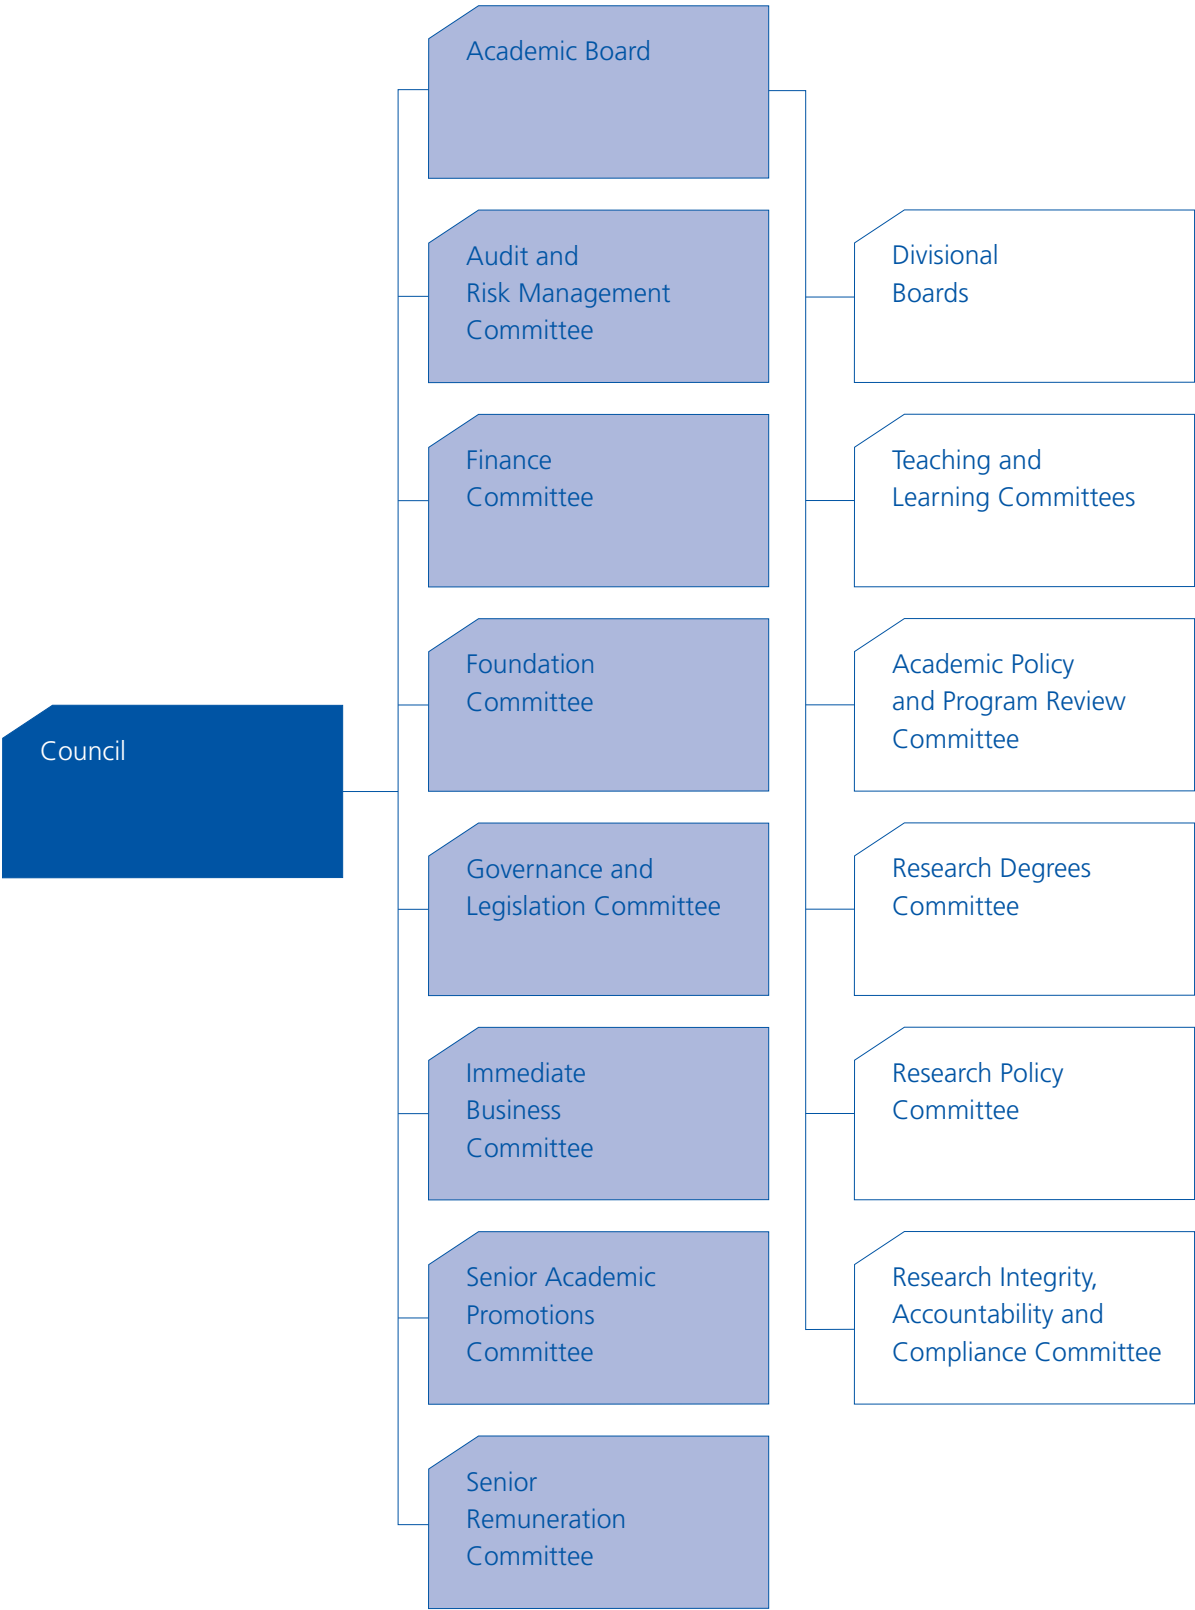 Council
Academic Board
Audit and
Risk Management
Committee
Finance
Committee
Foundation
Committee
Governance and
Legislation Committee
Immediate
Business
Committee
Senior Academic
Promotions
Committee
Senior
Remuneration
Committee
Divisional
Boards
Teaching and
Learning Committees
Academic Policy
and Program Review
Committee
Research Degrees
Committee
Research Policy
Committee
Research Integrity,
Accountability and
Compliance Committee